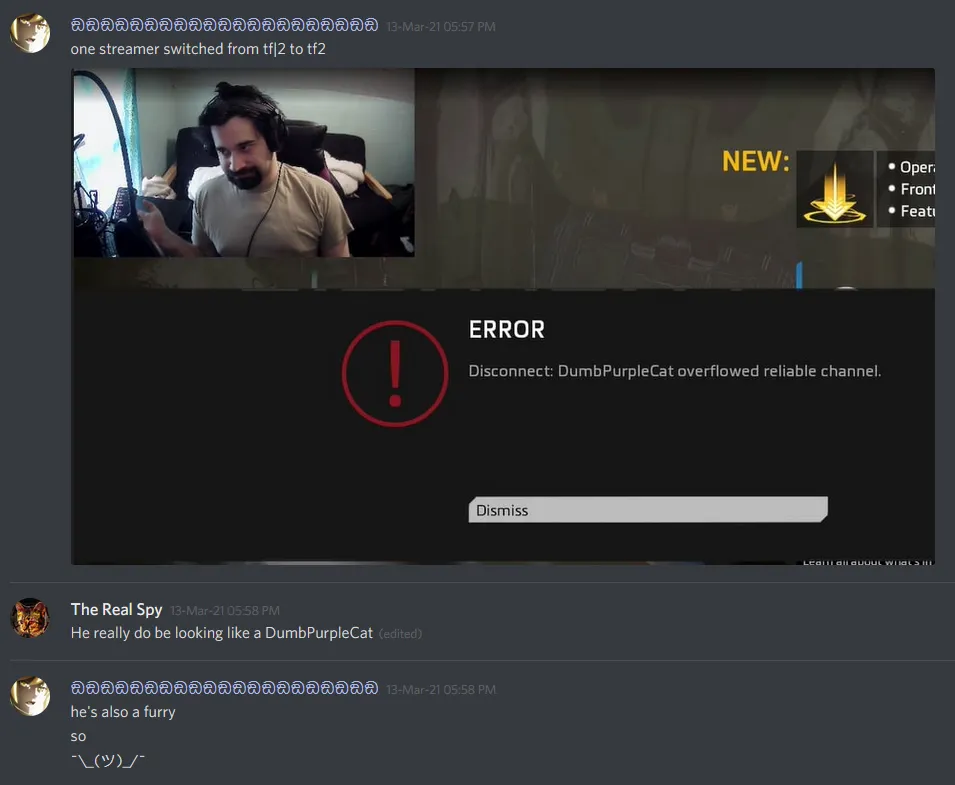 ඞඞඞඞඞඞඞඞඞඞඞඞඞඞඞඞඞඞඞඞඞ 13-Mar-21 05:57 PM
one streamer switched from tf|2 to tf2
NEW:
• Opera
• Front
• Featu
ERROR
Disconnect: DumbPurpleCat overflowed reliable channel.
Dismiss
Learn all about what's in
The Real Spy 13-Mar-21 05:58 PM
He really do be looking like a DumbPurpleCat (edited)
ඞඞඞඞඞඞඞඞඞඞඞඞඞඞඞඞඞඞඞඞඞ 13-Mar-21 05:58 PM
he's also a furry
so
¯\_(ツ)_/¯